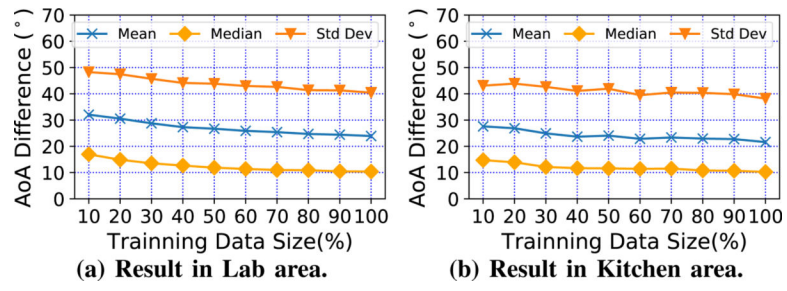 AoA Difference (°)
70
60
50
40
30
20
10
0
Mean Median Std Dev
10 20 30 40 50 60 70 80 90 100
Trainning Data Size(%)
(a) Result in Lab area.
AoA Difference (°)
70
60
50
40
30
20
10
0
Mean Median Std Dev
10 20 30 40 50 60 70 80 90 100
Trainning Data Size(%)
(b) Result in Kitchen area.